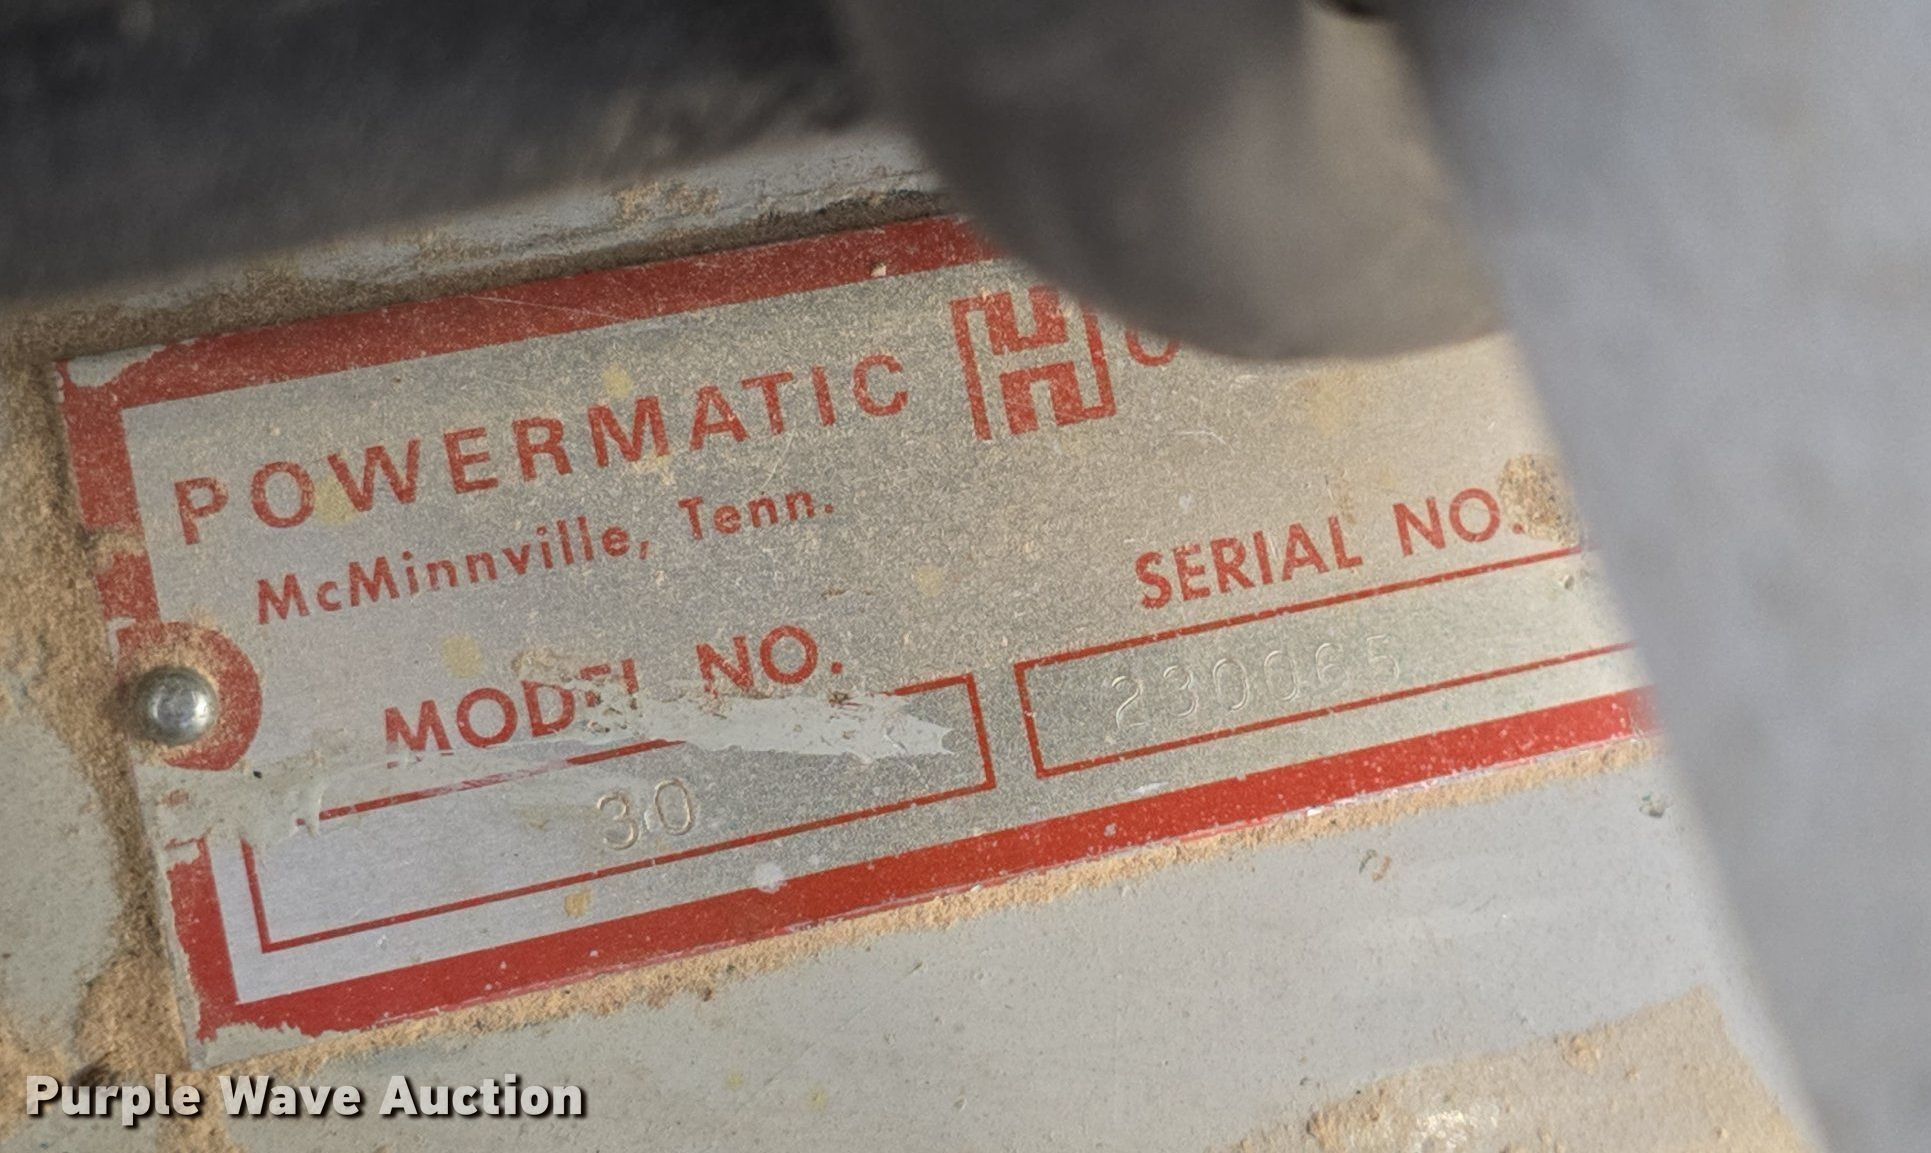 POWERMATIC
McMinnville, Tenn.
MODEL NO.
30
SERIAL NO.
230065
Purple Wave Auction